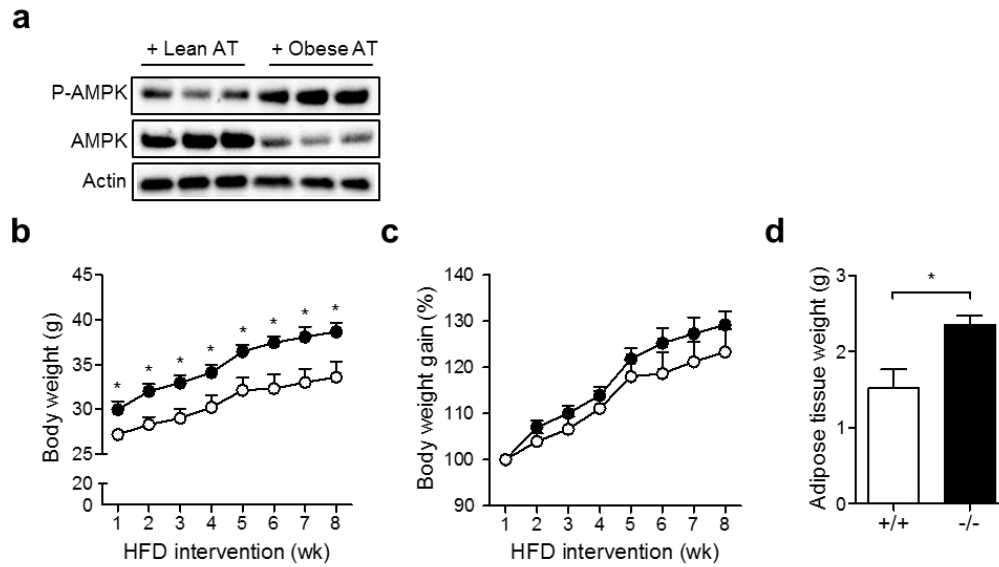 a
+ Lean AT + Obese AT
P-AMPK
AMPK
Actin
b
Body weight (g)
45
40
35
30
25
20
0
* * * * * * * *
1 2 3 4 5 6 7 8
HFD intervention (wk)
c
Body weight gain (%)
140
130
120
110
100
90
1 2 3 4 5 6 7 8
HFD intervention (wk)
d
Adipose tissue weight (g)
3
2
1
0
*
+/+ -/-